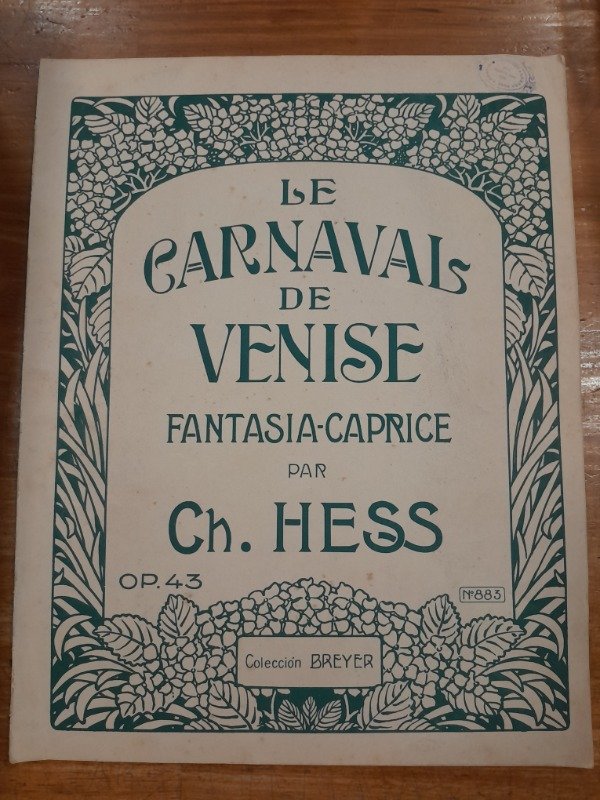 LE
CARNAVAL
DE
VENISE
FANTASIA-CAPRICE
PAR
Ch. HESS
OP. 43
Nº 883
Colección BREYER